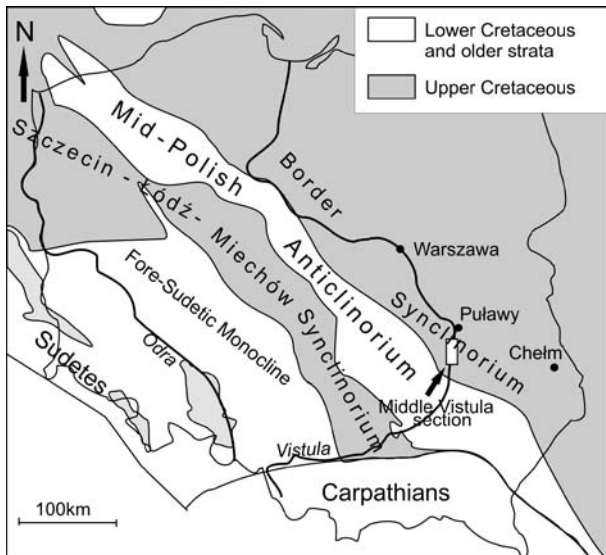 N
Lower Cretaceous
and older strata
Upper Cretaceous
Mid-Polish
Anticlinorium
Szczecin - Łódź - Miechów Synclinorium
Border
Synclinorium
Warszawa
Puławy
Chełm
Fore-Sudetic Monocline
Odra
Sudetes
Middle Vistula
section
Vistula
Carpathians
100km